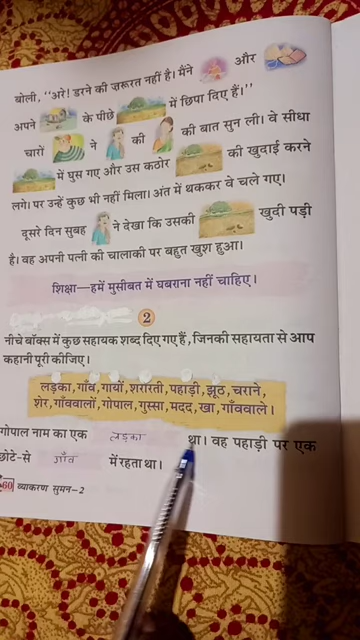 बोली, ‘‘अरे! डरने की ज़रूरत नहीं है। मैंने और
अपने के पीछे में छिपा दिए हैं।’’
चारों ने की की बात सुन ली। वे सीधा
में घुस गए और उस कठोर की खुदाई करने
लगे। पर उन्हें कुछ भी नहीं मिला। अंत में थककर वे चले गए।
दूसरे दिन सुबह ने देखा कि उसकी खुदी पड़ी
है। वह अपनी पत्नी की चालाकी पर बहुत खुश हुआ।
शिक्षा—हमें मुसीबत में घबराना नहीं चाहिए।
2
नीचे बॉक्स में कुछ सहायक शब्द दिए गए हैं, जिनकी सहायता से आप
कहानी पूरी कीजिए।
लड़का, गाँव, गायों, शरारती, पहाड़ी, झूठ, चराने,
शेर, गाँववालों, गोपाल, गुस्सा, मदद, खा, गाँववाले।
गोपाल नाम का एक लड़का था। वह पहाड़ी पर एक
छोटे-से गाँव में रहता था।
60 व्याकरण सुमन–2